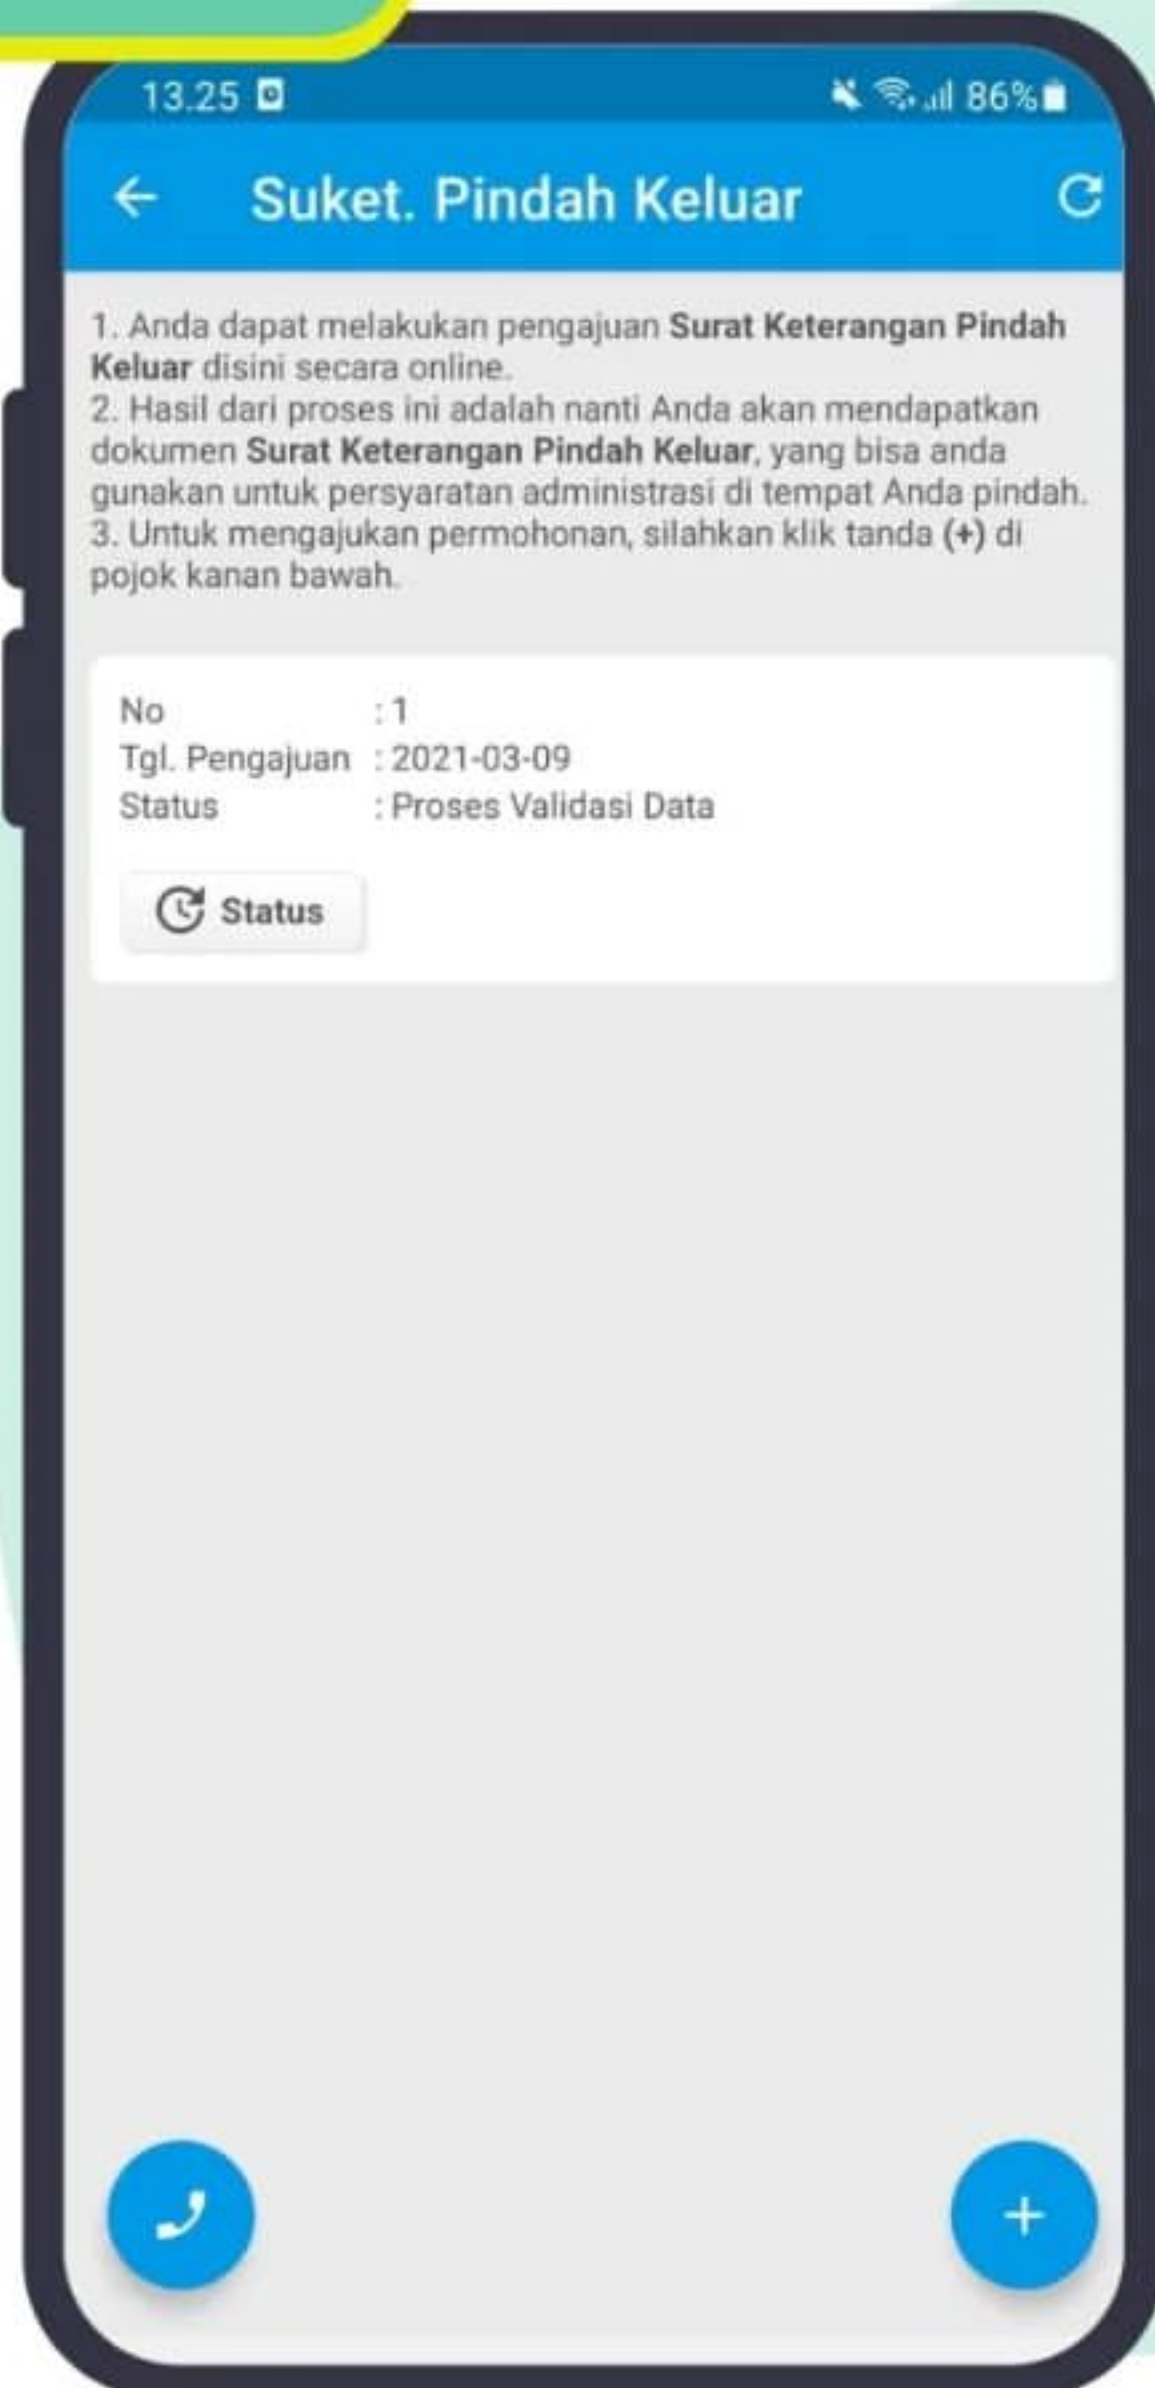 13.25 86%
Suket. Pindah Keluar
1. Anda dapat melakukan pengajuan Surat Keterangan Pindah
Keluar disini secara online.
2. Hasil dari proses ini adalah nanti Anda akan mendapatkan
dokumen Surat Keterangan Pindah Keluar, yang bisa anda
gunakan untuk persyaratan administrasi di tempat Anda pindah.
3. Untuk mengajukan permohonan, silahkan klik tanda (+) di
pojok kanan bawah.
No : 1
Tgl. Pengajuan : 2021-03-09
Status : Proses Validasi Data
Status